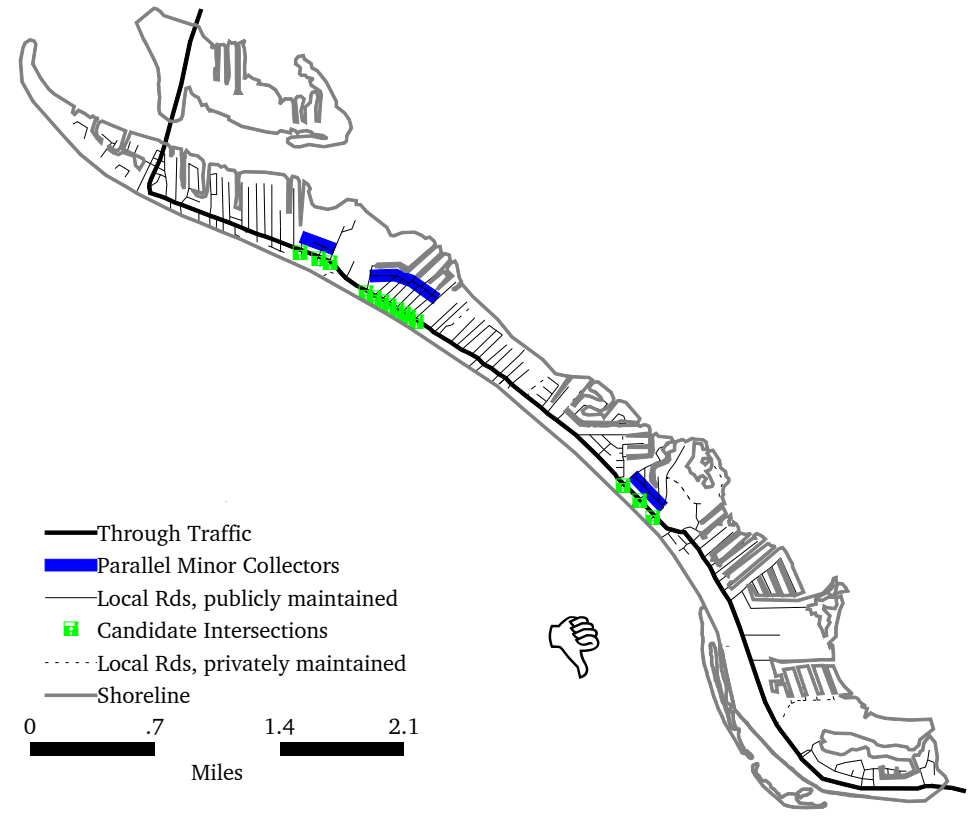 Through Traffic
Parallel Minor Collectors
Local Rds, publicly maintained
Candidate Intersections
Local Rds, privately maintained
Shoreline
0 .7 1.4 2.1
Miles